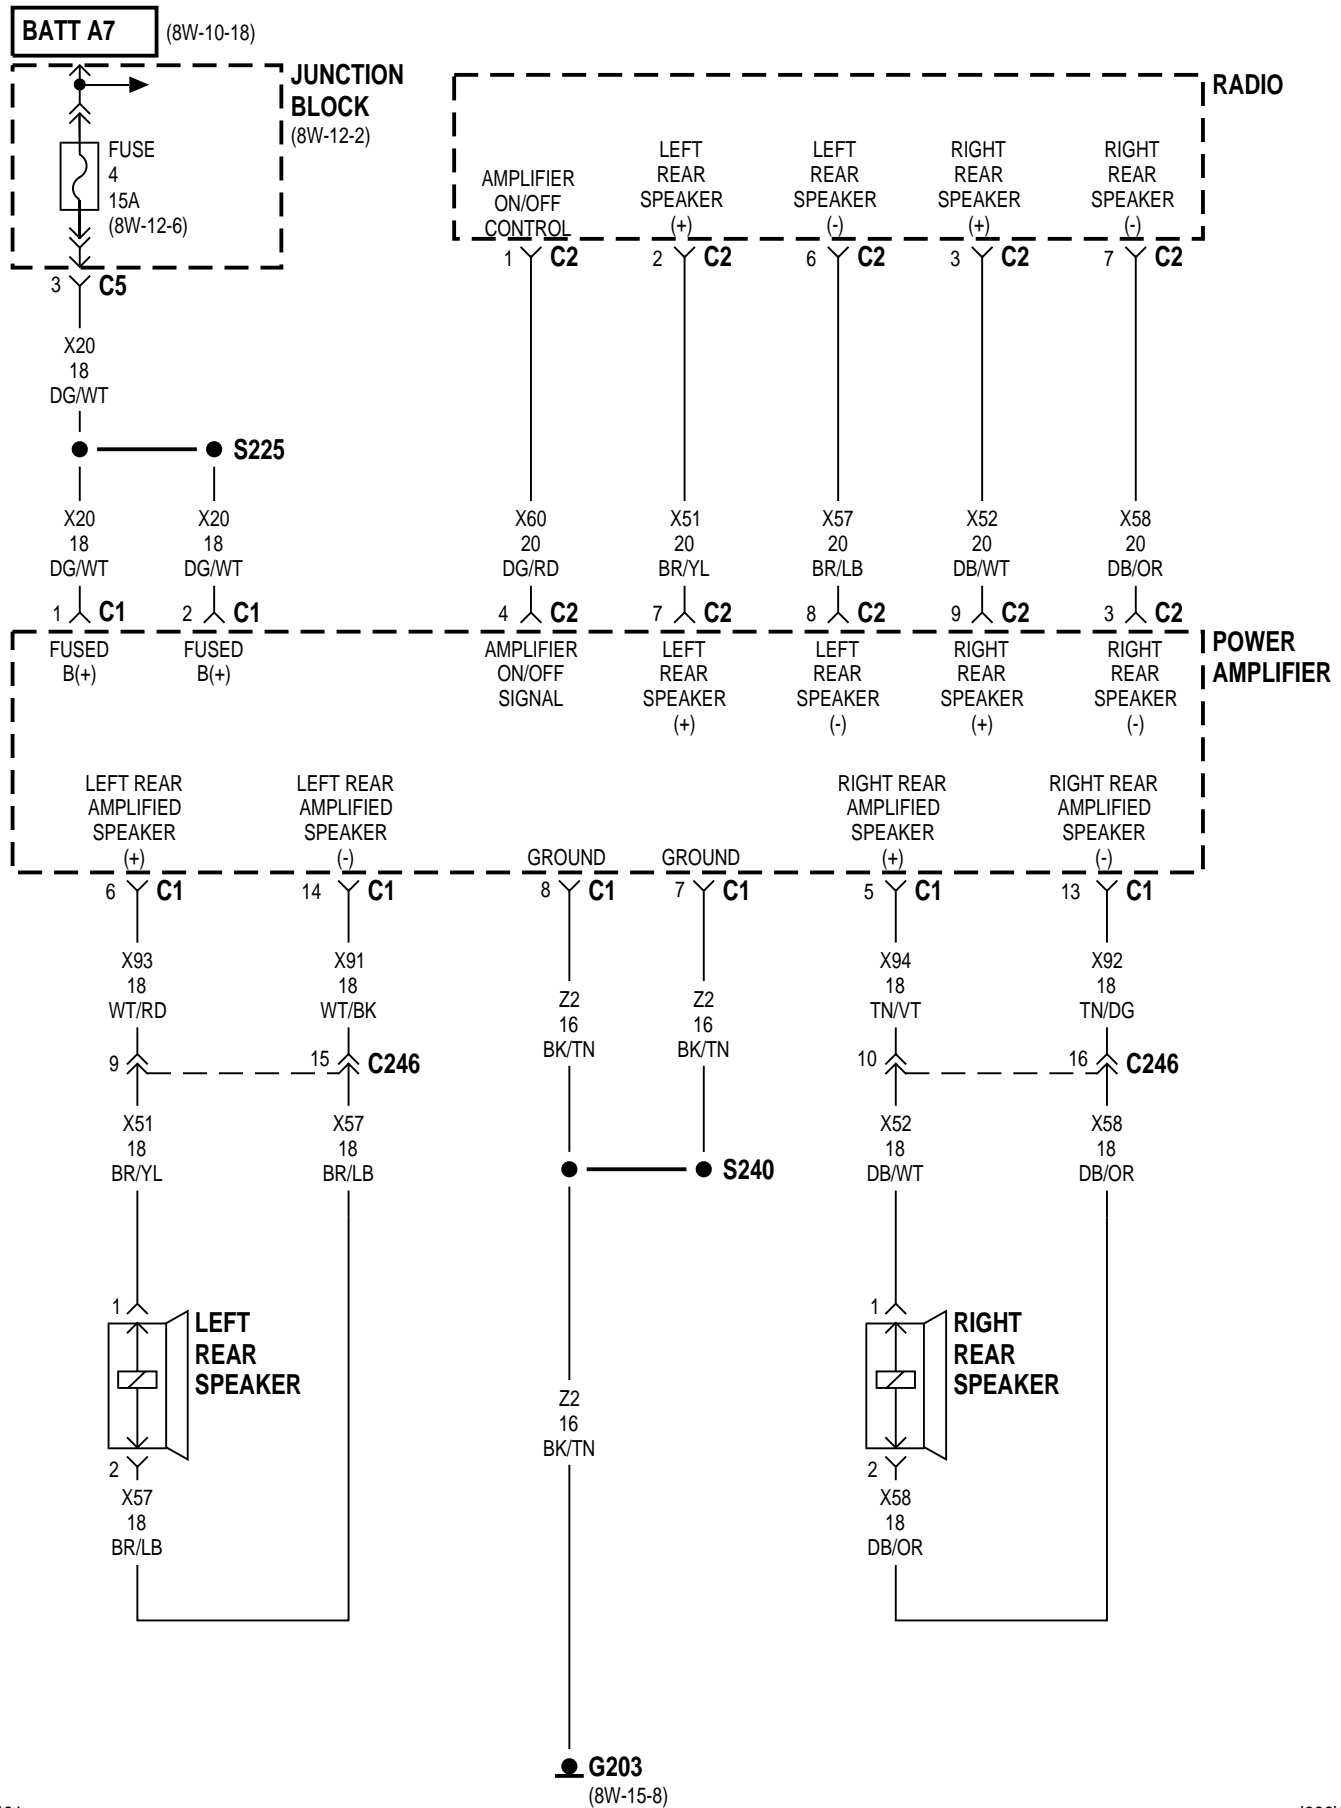 BATT A7 (8W-10-18)
JUNCTION
BLOCK
(8W-12-2)
FUSE
4
15A
(8W-12-6)
3 C5
X20
18
DG/WT
S225
X20
18
DG/WT
X20
18
DG/WT
1 C1
2 C1
RADIO
AMPLIFIER
ON/OFF
CONTROL
LEFT
REAR
SPEAKER
(+)
LEFT
REAR
SPEAKER
(-)
RIGHT
REAR
SPEAKER
(+)
RIGHT
REAR
SPEAKER
(-)
1 C2
2 C2
6 C2
3 C2
7 C2
X60
20
DG/RD
X51
20
BR/YL
X57
20
BR/LB
X52
20
DB/WT
X58
20
DB/OR
4 C2
7 C2
8 C2
9 C2
3 C2
POWER
AMPLIFIER
FUSED
B(+)
FUSED
B(+)
AMPLIFIER
ON/OFF
SIGNAL
LEFT
REAR
SPEAKER
(+)
LEFT
REAR
SPEAKER
(-)
RIGHT
REAR
SPEAKER
(+)
RIGHT
REAR
SPEAKER
(-)
LEFT REAR
AMPLIFIED
SPEAKER
(+)
LEFT REAR
AMPLIFIED
SPEAKER
(-)
GROUND
GROUND
RIGHT REAR
AMPLIFIED
SPEAKER
(+)
RIGHT REAR
AMPLIFIED
SPEAKER
(-)
6 C1
14 C1
8 C1
7 C1
5 C1
13 C1
X93
18
WT/RD
X91
18
WT/BK
Z2
16
BK/TN
Z2
16
BK/TN
X94
18
TN/VT
X92
18
TN/DG
9
15 C246
10
16 C246
X51
18
BR/YL
X57
18
BR/LB
S240
X52
18
DB/WT
X58
18
DB/OR
1
LEFT
REAR
SPEAKER
2
X57
18
BR/LB
Z2
16
BK/TN
1
RIGHT
REAR
SPEAKER
2
X58
18
DB/OR
G203
(8W-15-8)